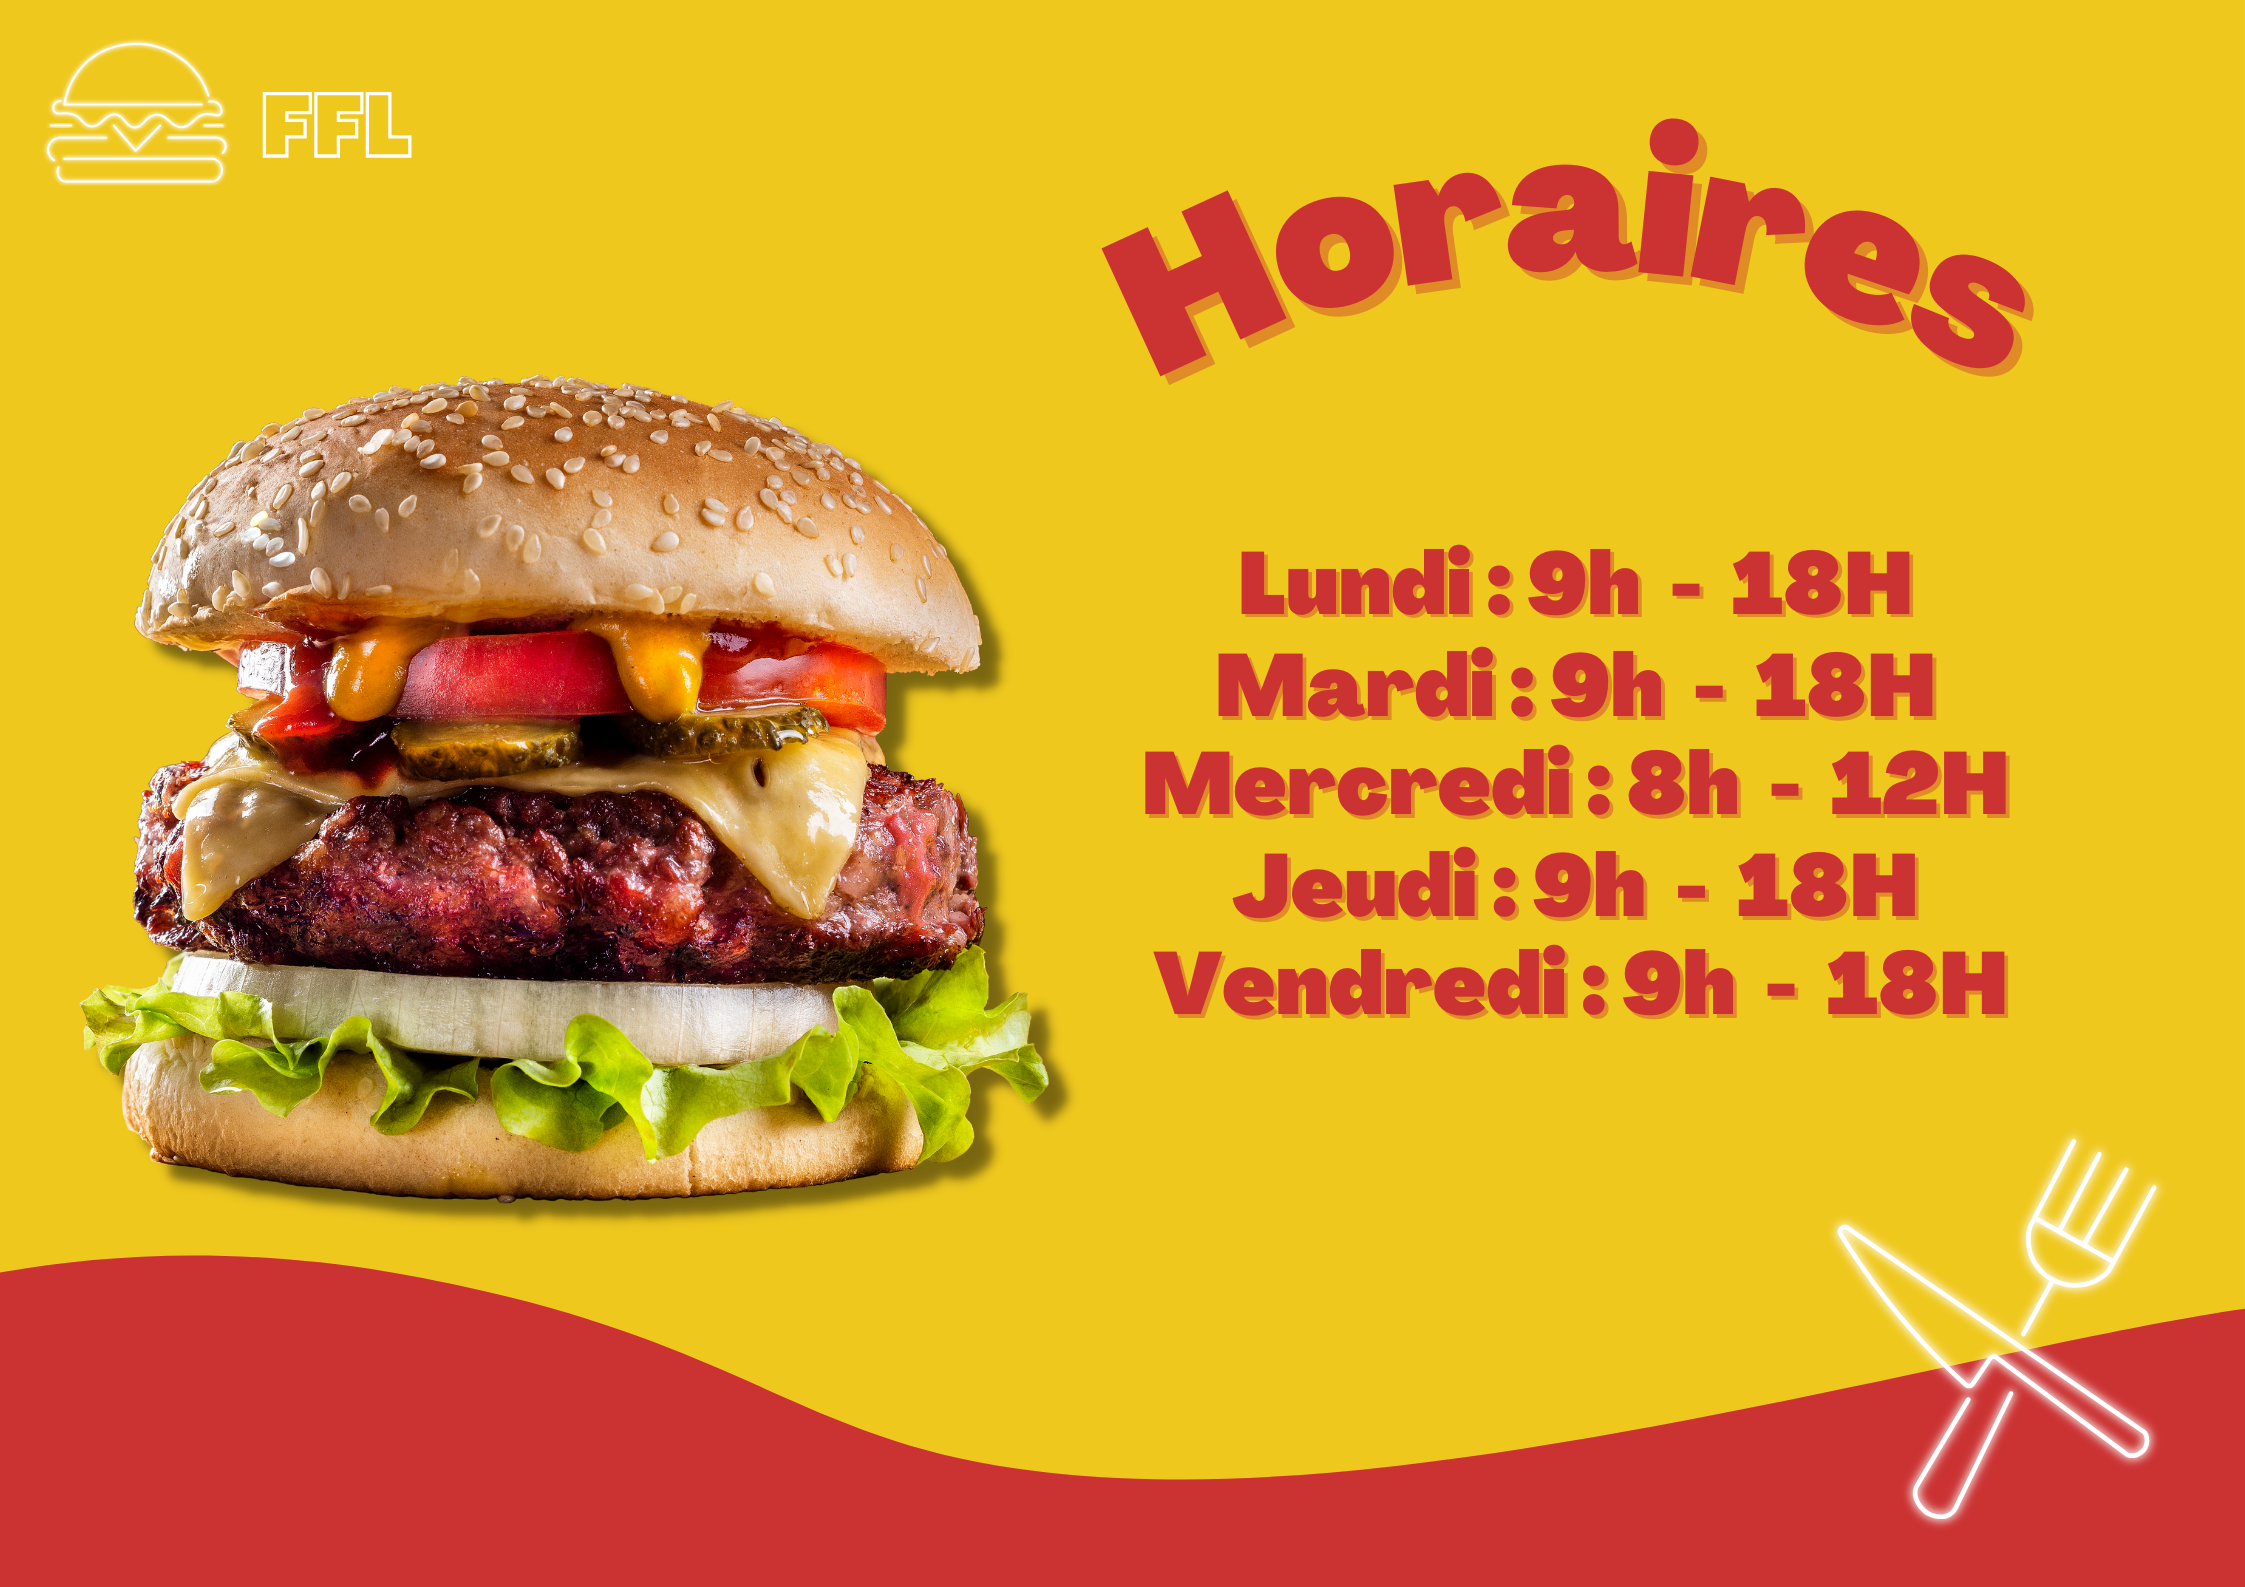 FFL
Horaires
Lundi : 9h - 18H
Mardi : 9h - 18H
Mercredi : 8h - 12H
Jeudi : 9h - 18H
Vendredi : 9h - 18H